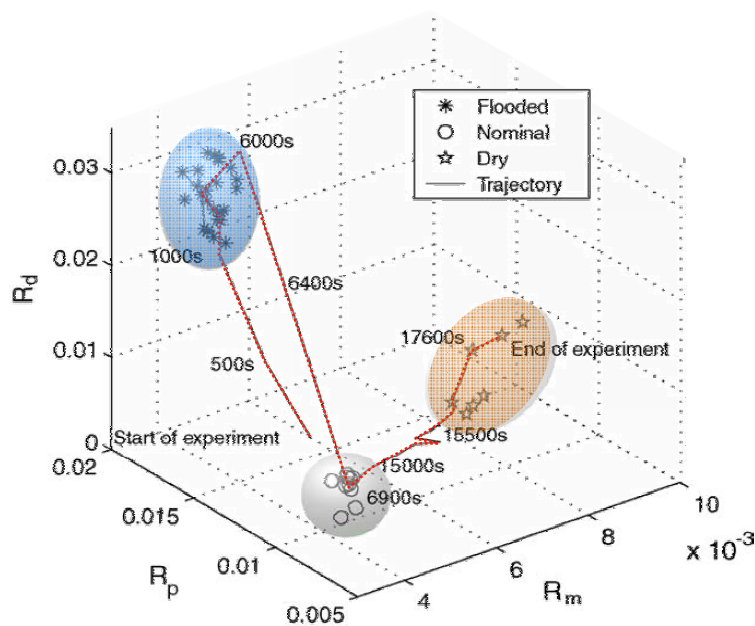 Flooded
Nominal
Dry
Trajectory
6000s
1000s
6400s
500s
17600s
End of experiment
Start of experiment
15500s
15000s
6900s
R_d
0.03
0.02
0.01
0
R_p
0.02
0.015
0.01
0.005
R_m
4
6
8
10
x 10^-3